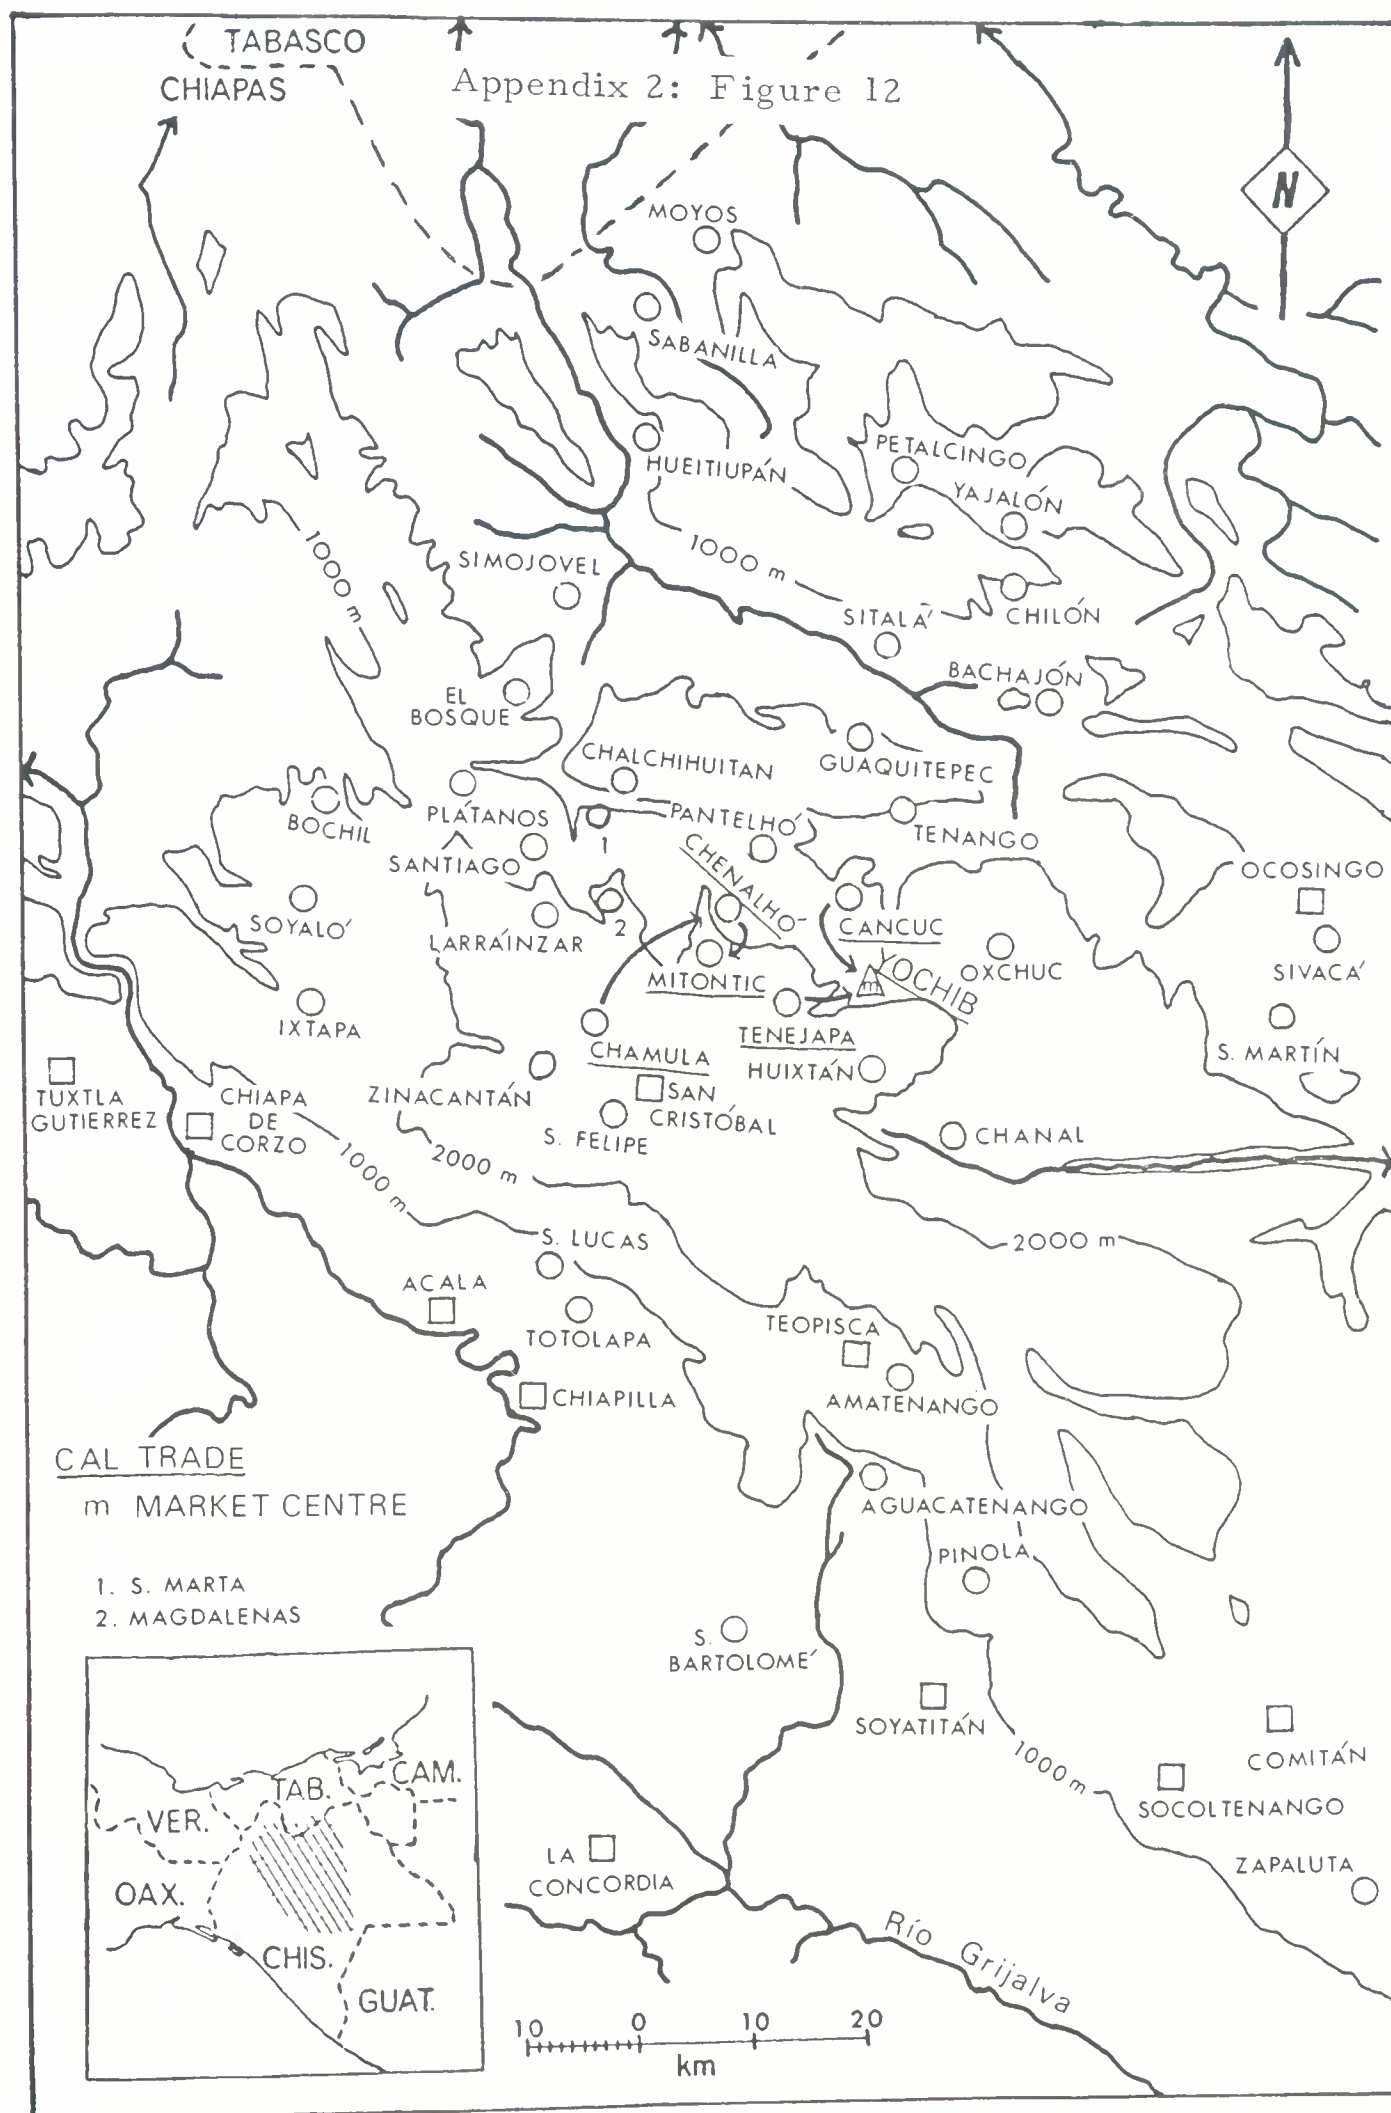 TABASCO
CHIAPAS
Appendix 2: Figure 12
N
MOYOS
SABANILLA
HUEITIUPÁN
PETALCINGO
YAJALÓN
1000 m
1000 m
SIMOJOVEL
SITALÁ
CHILÓN
BACHAJÓN
EL
BOSQUE
CHALCHIHUITAN
GUAQUITEPEC
BOCHIL
PLÁTANOS
PANTELHÓ
TENANGO
1
SANTIAGO
CHENALHÓ
OCOSINGO
SOYALÓ
LARRAÍNZAR
2
CANCUC
MITONTIC
YOCHIB
m
OXCHUC
SIVACÁ
IXTAPA
CHAMULA
TENEJAPA
HUIXTÁN
S. MARTÍN
TUXTLA
GUTIERREZ
CHIAPA
DE
CORZO
ZINACANTÁN
SAN
CRISTÓBAL
S. FELIPE
CHANAL
1000 m
2000 m
2000 m
S. LUCAS
ACALA
TOTOLAPA
TEOPISCA
CHIAPILLA
AMATENANGO
CAL TRADE
m MARKET CENTRE
AGUACATENANGO
PINOLA
1. S. MARTA
2. MAGDALENAS
S.
BARTOLOMÉ
SOYATITÁN
1000 m
COMITÁN
SOCOLTENANGO
ZAPALUTA
LA
CONCORDIA
Río Grijalva
VER.
TAB.
CAM.
OAX.
CHIS.
GUAT.
10 0 10 20
km